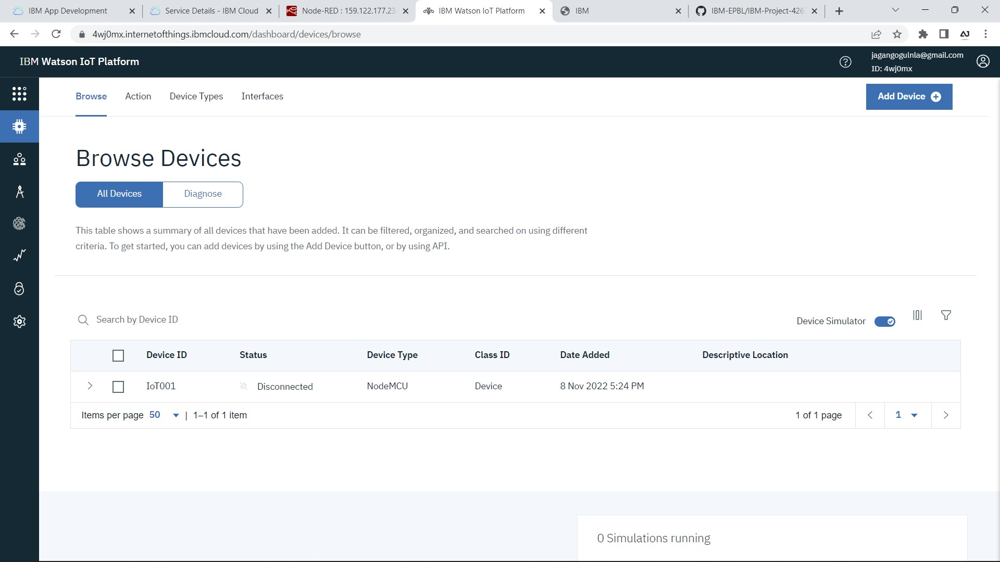 IBM App Development
Service Details - IBM Cloud
Node-RED : 159.122.177.23
IBM Watson IoT Platform
IBM
IBM-EPBL/IBM-Project-426
4wj0mx.internetofthings.ibmcloud.com/dashboard/devices/browse
IBM Watson IoT Platform
jagangogulnla@gmail.com
ID: 4wj0mx
Browse
Action
Device Types
Interfaces
Add Device
Browse Devices
All Devices
Diagnose
This table shows a summary of all devices that have been added. It can be filtered, organized, and searched on using different
criteria. To get started, you can add devices by using the Add Device button, or by using API.
Search by Device ID
Device Simulator
Device ID Status Device Type Class ID Date Added Descriptive Location
IoT001 Disconnected NodeMCU Device 8 Nov 2022 5:24 PM
Items per page 50 | 1–1 of 1 item
1 of 1 page
1
0 Simulations running